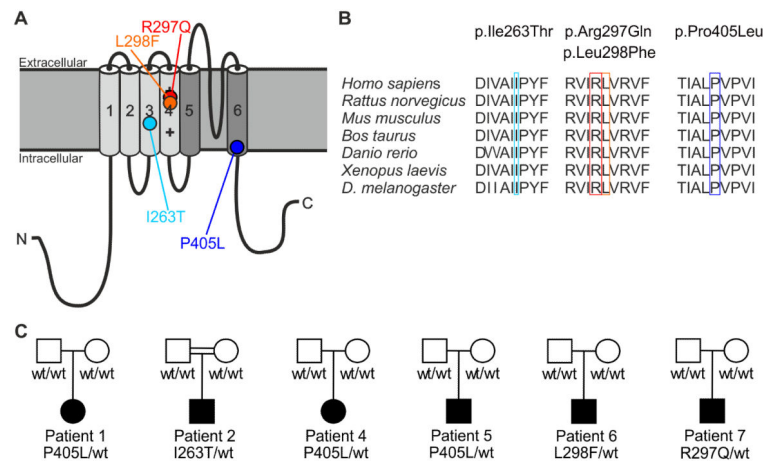 A
R297Q
L298F
Extracellular
1 2 3 4 5 6
+
+
Intracellular
I263T
C
N
P405L
B
p.Ile263Thr p.Arg297Gln p.Pro405Leu
p.Leu298Phe
Homo sapiens DIVAIIPYF RVIRLVRVF TIALPVPVI
Rattus norvegicus DIVAIIPYF RVIRLVRVF TIALPVPVI
Mus musculus DIVAIIPYF RVIRLVRVF TIALPVPVI
Bos taurus DIVAIIPYF RVIRLVRVF TIALPVPVI
Danio rerio DVVAIIPYF RVIRLVRVF TIALPVPVI
Xenopus laevis DIVAIIPYF RVIRLVRVF TIALPVPVI
D. melanogaster DIIAIIPYF RVIRLVRVF TIALPVPVI
C
wt/wt wt/wt wt/wt wt/wt wt/wt wt/wt wt/wt wt/wt wt/wt wt/wt wt/wt wt/wt
Patient 1 Patient 2 Patient 4 Patient 5 Patient 6 Patient 7
P405L/wt I263T/wt P405L/wt P405L/wt L298F/wt R297Q/wt